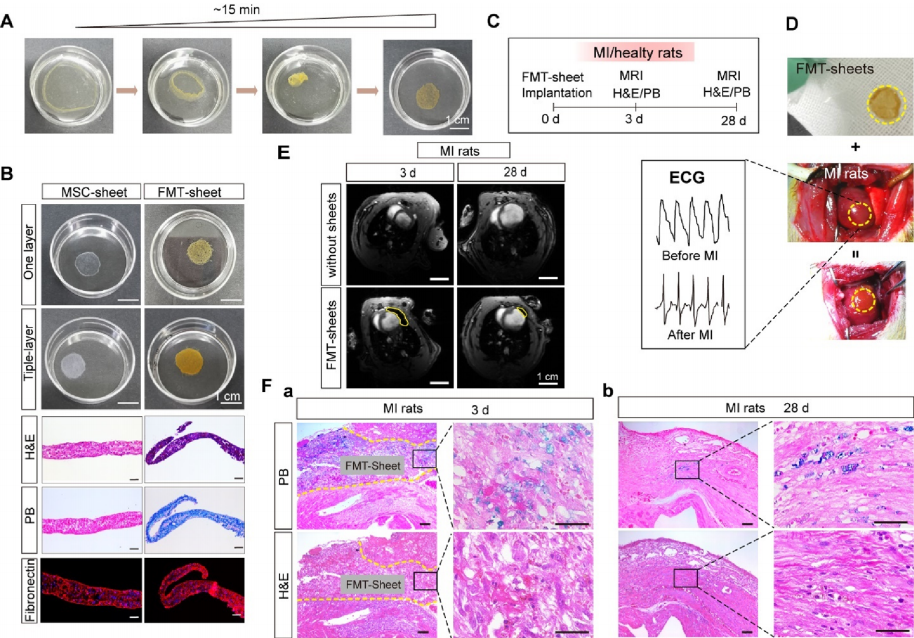 A
~15 min
1 cm
B
MSC-sheet
FMT-sheet
One layer
Tiple-layer
1 cm
H&E
PB
Fibronectin
C
MI/healty rats
FMT-sheet
Implantation
0 d
MRI
H&E/PB
3 d
MRI
H&E/PB
28 d
D
FMT-sheets
+
MI rats
=
ECG
Before MI
After MI
E
MI rats
3 d
28 d
without sheets
FMT-sheets
1 cm
F
a
MI rats 3 d
PB
FMT-Sheet
H&E
FMT-Sheet
b
MI rats 28 d